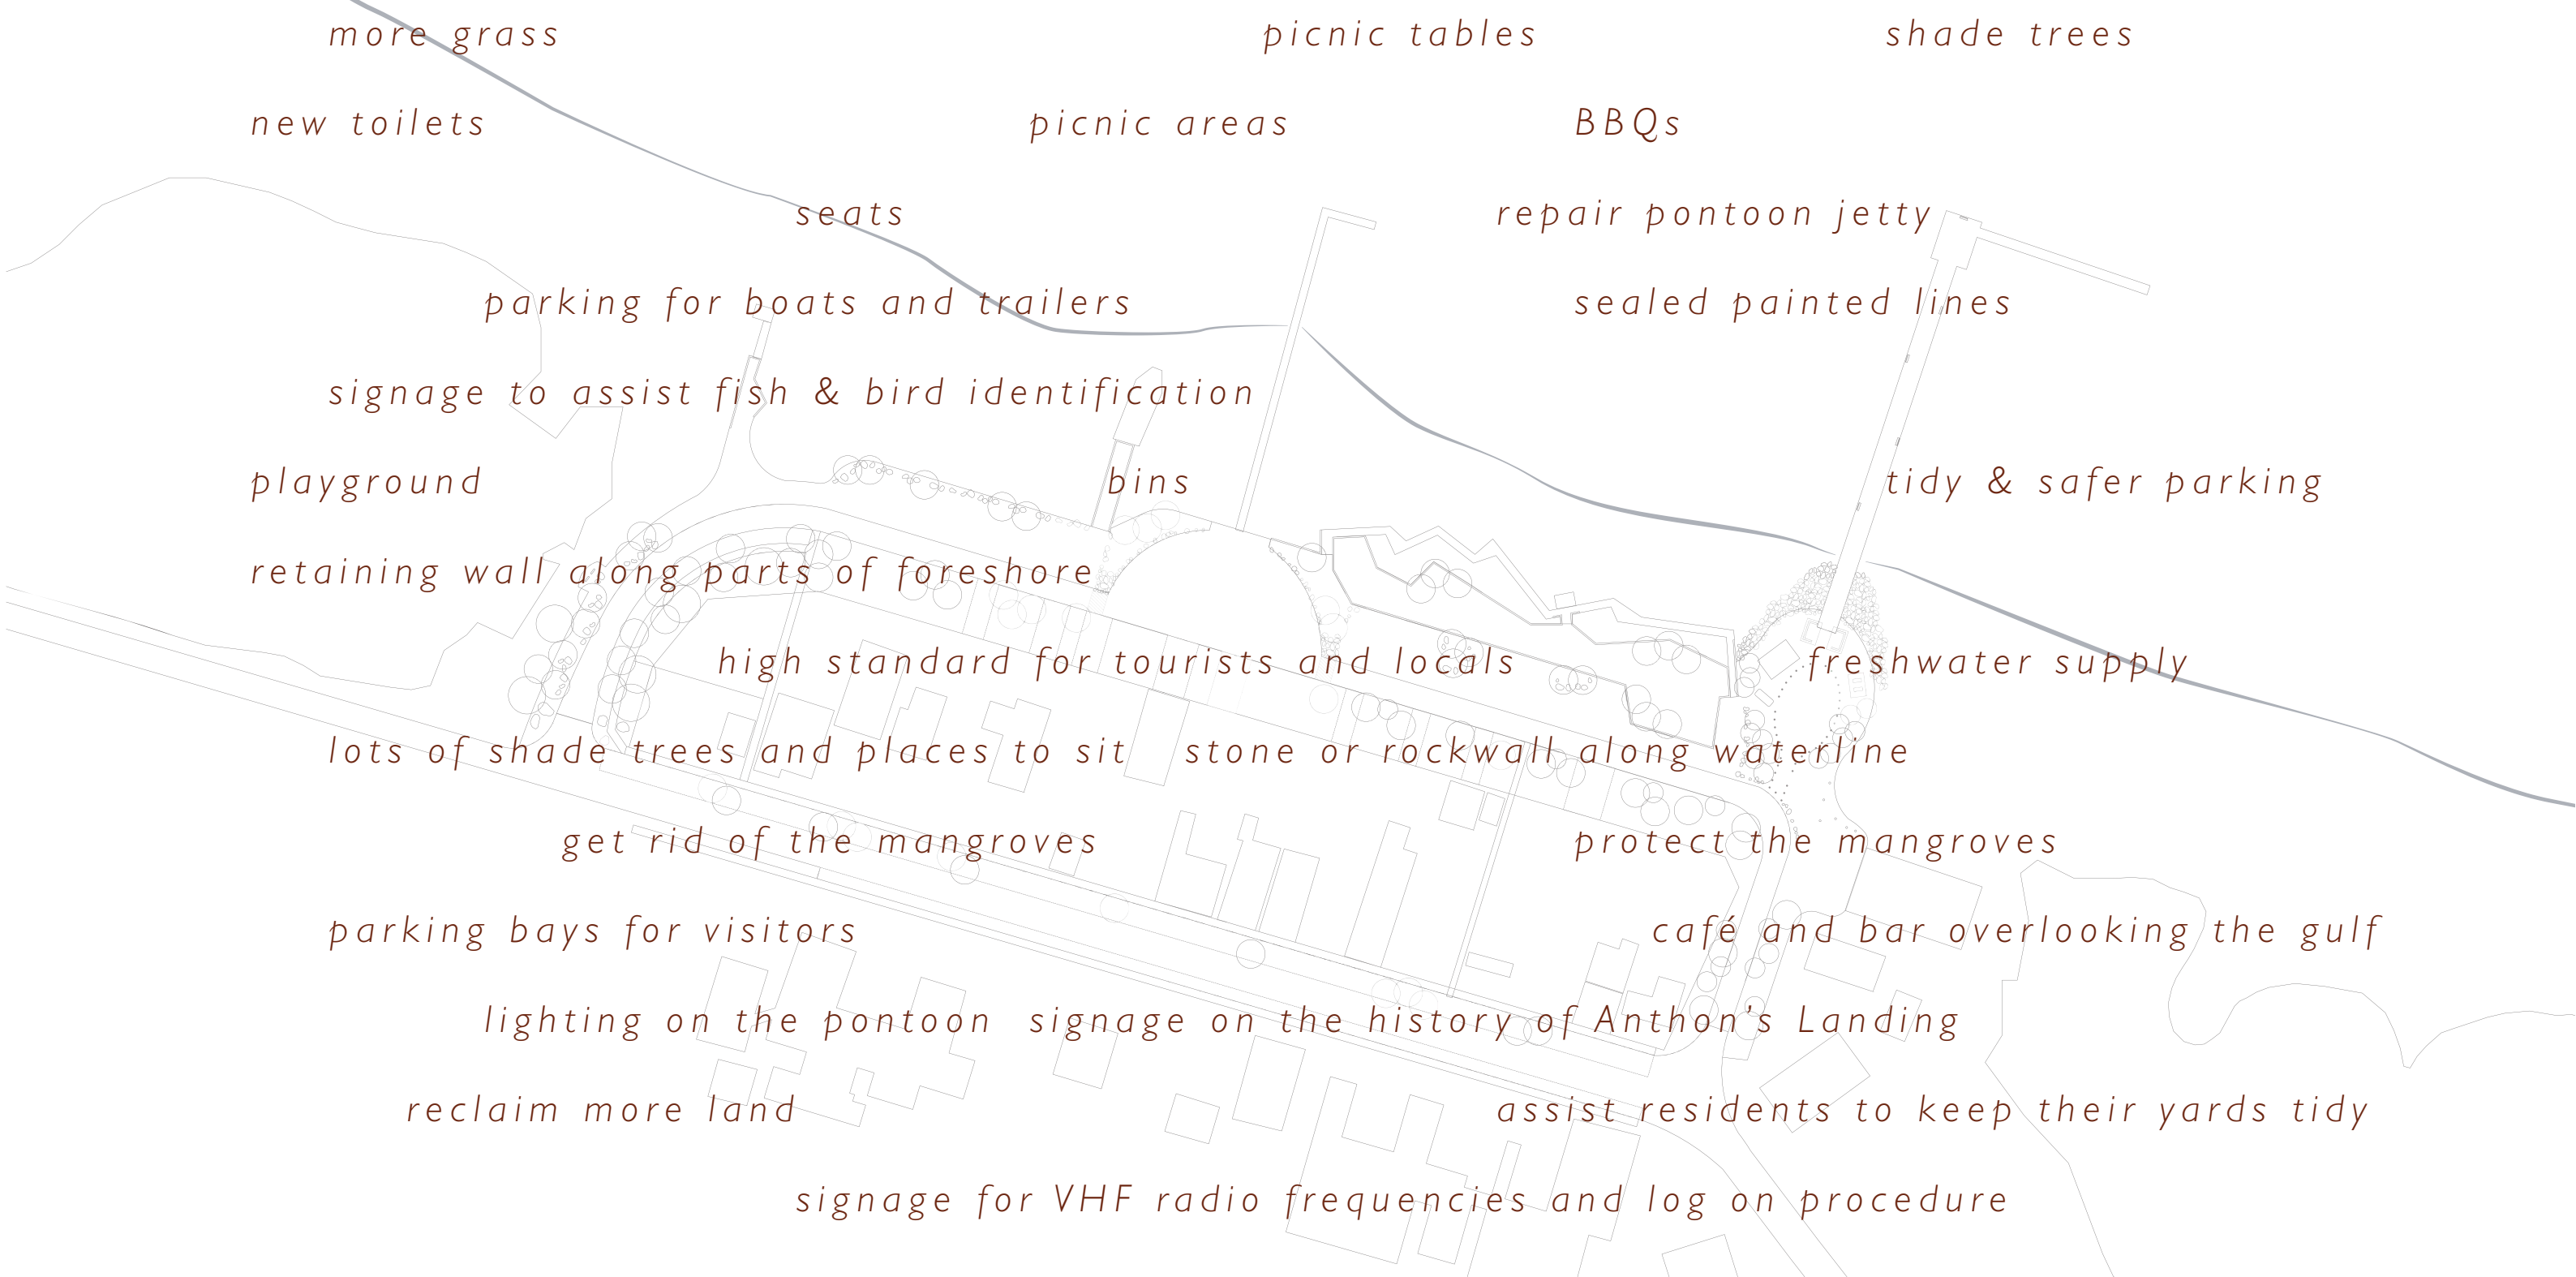 more grass picnic tables shade trees
new toilets picnic areas BBQs
seats repair pontoon jetty
parking for boats and trailers sealed painted lines
signage to assist fish & bird identification
playground bins tidy & safer parking
retaining wall along parts of foreshore
high standard for tourists and locals freshwater supply
lots of shade trees and places to sit stone or rockwall along waterline
get rid of the mangroves protect the mangroves
parking bays for visitors café and bar overlooking the gulf
lighting on the pontoon signage on the history of Anthon's Landing
reclaim more land assist residents to keep their yards tidy
signage for VHF radio frequencies and log on procedure